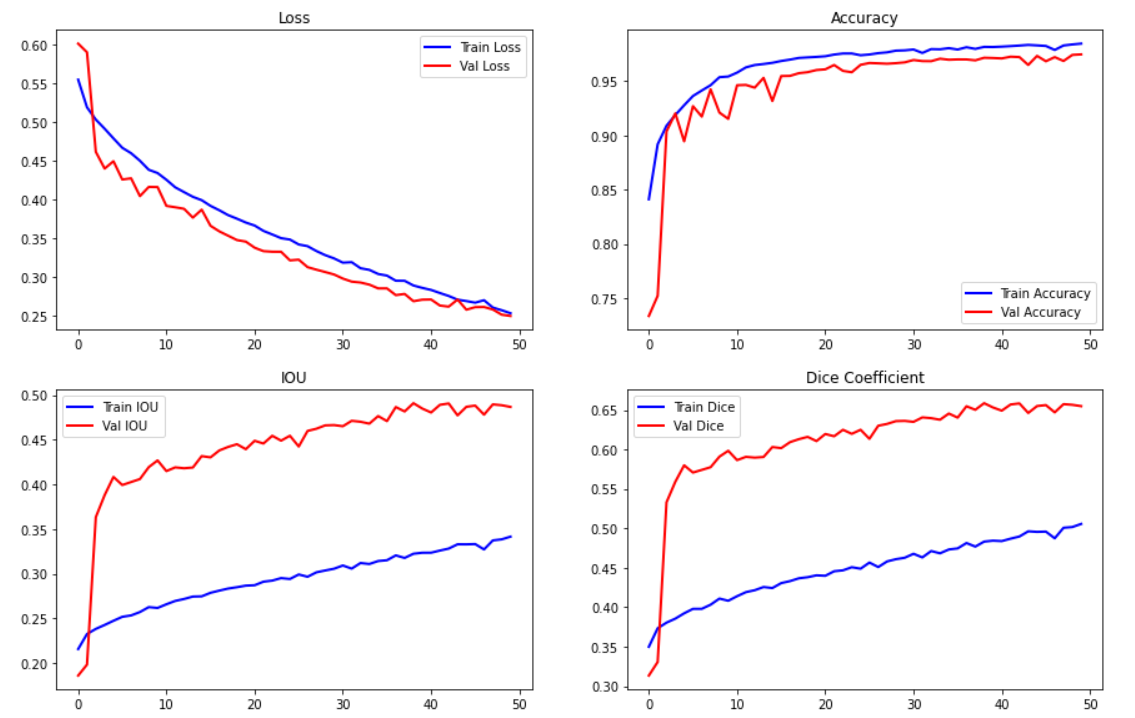 Loss
0.60
0.55
0.50
0.45
0.40
0.35
0.30
0.25
0 10 20 30 40 50
Train Loss
Val Loss
Accuracy
0.95
0.90
0.85
0.80
0.75
0 10 20 30 40 50
Train Accuracy
Val Accuracy
IOU
0.50
0.45
0.40
0.35
0.30
0.25
0.20
0 10 20 30 40 50
Train IOU
Val IOU
Dice Coefficient
0.65
0.60
0.55
0.50
0.45
0.40
0.35
0.30
0 10 20 30 40 50
Train Dice
Val Dice